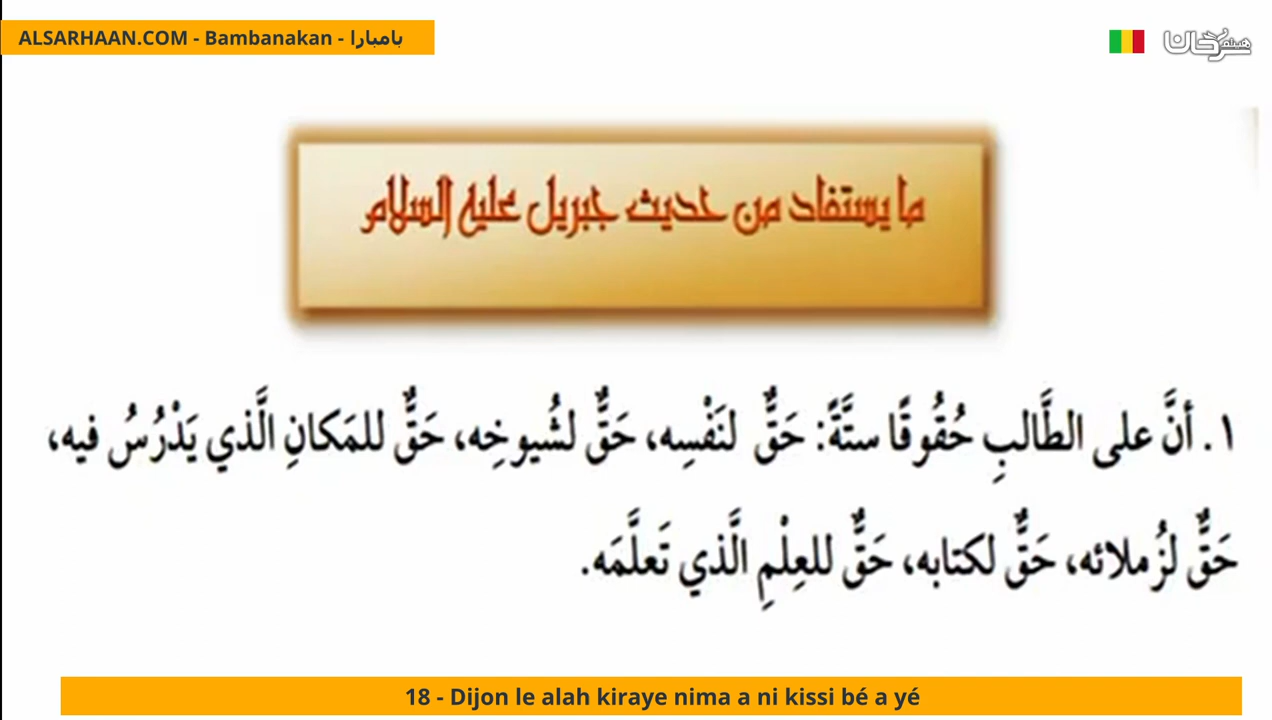 ALSARHAAN.COM - Bambanakan - بامبارا
هيثم سرحان
ما يستفاد من حديث جبريل عليه السلام
١. أنَّ على الطَّالبِ حُقُوقًا ستَّةً: حَقٌّ لنَفْسِه، حَقٌّ لشُيوخِه، حَقٌّ للمَكانِ الَّذي يَدْرُسُ فيه،
حَقٌّ لزُملائه، حَقٌّ لكتابه، حَقٌّ للعِلْمِ الَّذي تَعلَّمَه.
18 - Dijon le alah kiraye nima a ni kissi bé a yé